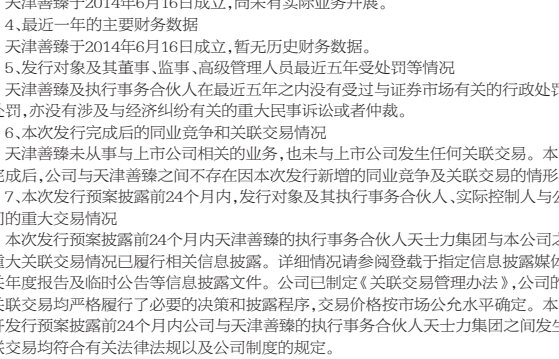 天津善臻于2014年6月16日成立,尚未有实际业务开展。
4、最近一年的主要财务数据
天津善臻于2014年6月16日成立,暂无历史财务数据。
5、发行对象及其董事、监事、高级管理人员最近五年受处罚等情况
天津善臻及执行事务合伙人在最近五年之内没有受过与证券市场有关的行政处罚
处罚,亦没有涉及与经济纠纷有关的重大民事诉讼或者仲裁。
6、本次发行完成后的同业竞争和关联交易情况
天津善臻未从事与上市公司相关的业务,也未与上市公司发生任何关联交易。本
完成后,公司与天津善臻之间不存在因本次发行新增的同业竞争及关联交易的情形
7、本次发行预案披露前24个月内,发行对象及其执行事务合伙人、实际控制人与公
司的重大交易情况
本次发行预案披露前24个月内天津善臻的执行事务合伙人天士力集团与本公司之
重大关联交易情况已履行相关信息披露。详细情况请参阅登载于指定信息披露媒体
关年度报告及临时公告等信息披露文件。公司已制定《关联交易管理办法》,公司的
关联交易均严格履行了必要的决策和披露程序,交易价格按市场公允水平确定。本
开发行预案披露前24个月内公司与天津善臻的执行事务合伙人天士力集团之间发生
联交易均符合有关法律法规以及公司制度的规定。